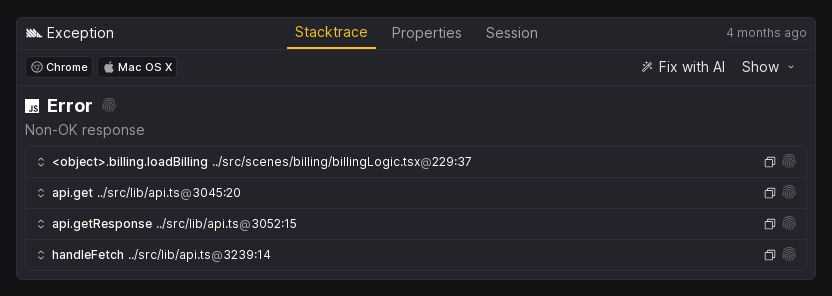 Exception Stacktrace Properties Session 4 months ago
Chrome Mac OS X Fix with AI Show
JS Error
Non-OK response
<object>.billing.loadBilling ../src/scenes/billing/billingLogic.tsx@229:37
api.get ../src/lib/api.ts@3045:20
api.getResponse ../src/lib/api.ts@3052:15
handleFetch ../src/lib/api.ts@3239:14